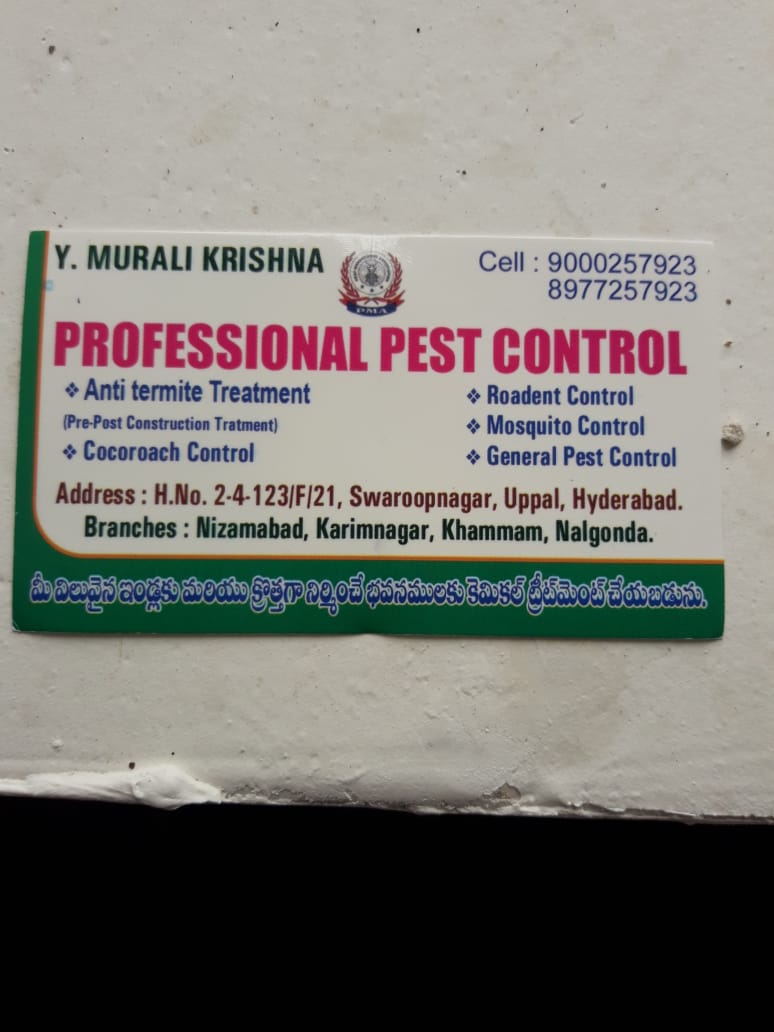 Y. MURALI KRISHNA
PMA
Cell : 9000257923
8977257923
PROFESSIONAL PEST CONTROL
❖ Anti termite Treatment
(Pre-Post Construction Tratment)
❖ Cocoroach Control
❖ Roadent Control
❖ Mosquito Control
❖ General Pest Control
Address : H.No. 2-4-123/F/21, Swaroopnagar, Uppal, Hyderabad.
Branches : Nizamabad, Karimnagar, Khammam, Nalgonda.
మీ విలువైన ఇండ్లకు మరియు క్రొత్తగా నిర్మించే భవనములకు కెమికల్ ట్రీట్‌మెంట్ చేయబడును.